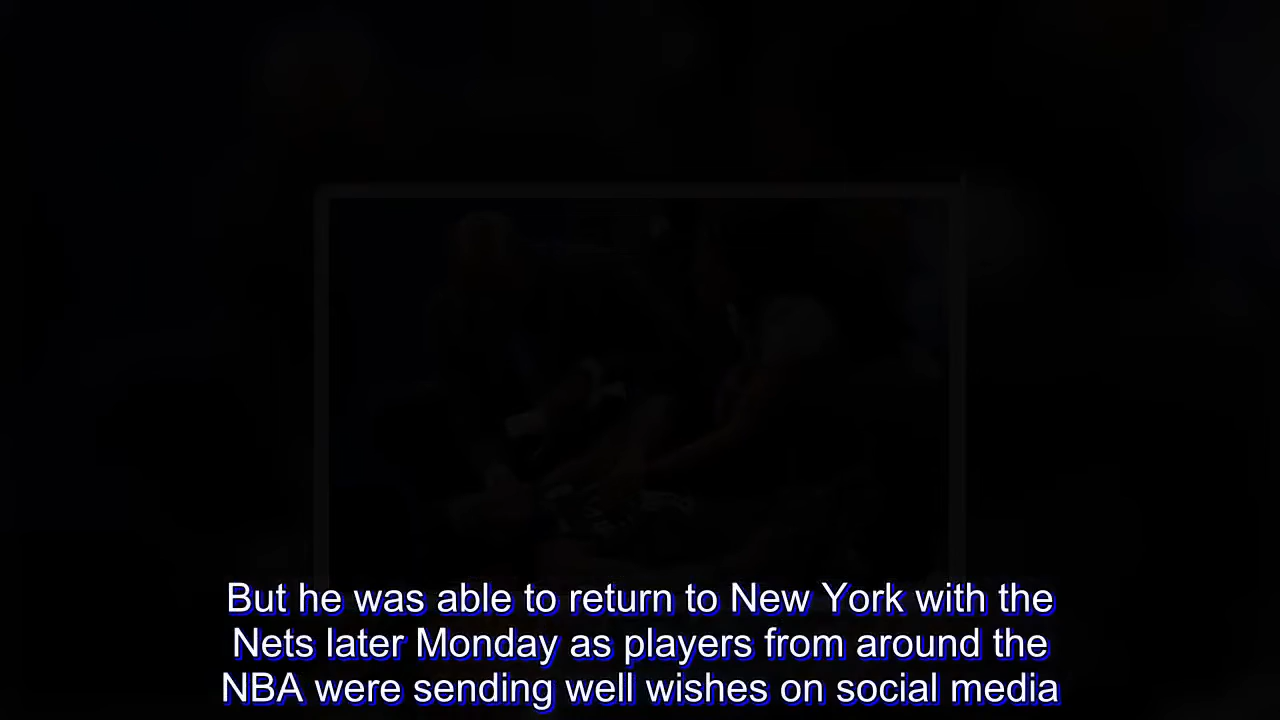 But he was able to return to New York with the
Nets later Monday as players from around the
NBA were sending well wishes on social media